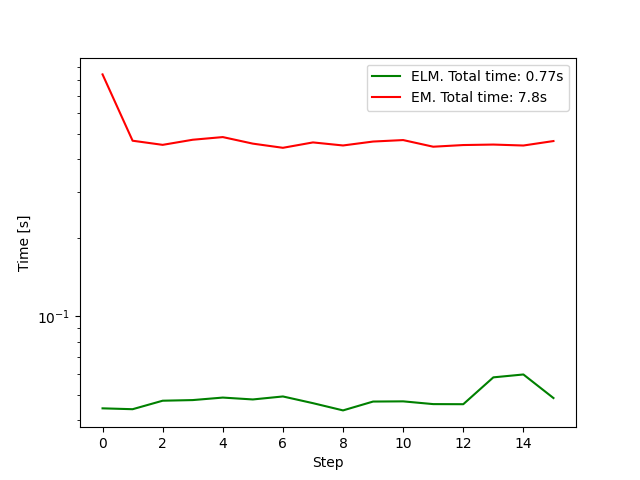 ELM. Total time: 0.77s
EM. Total time: 7.8s
Time [s]
10⁻¹
0 2 4 6 8 10 12 14
Step